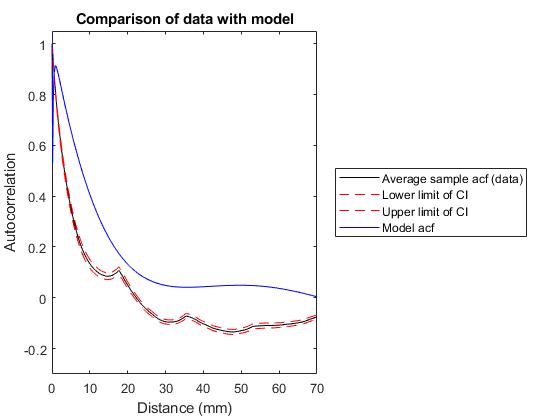 Comparison of data with model
1
0.8
0.6
0.4
0.2
0
-0.2
Autocorrelation
0 10 20 30 40 50 60 70
Distance (mm)
Average sample acf (data)
Lower limit of CI
Upper limit of CI
Model acf